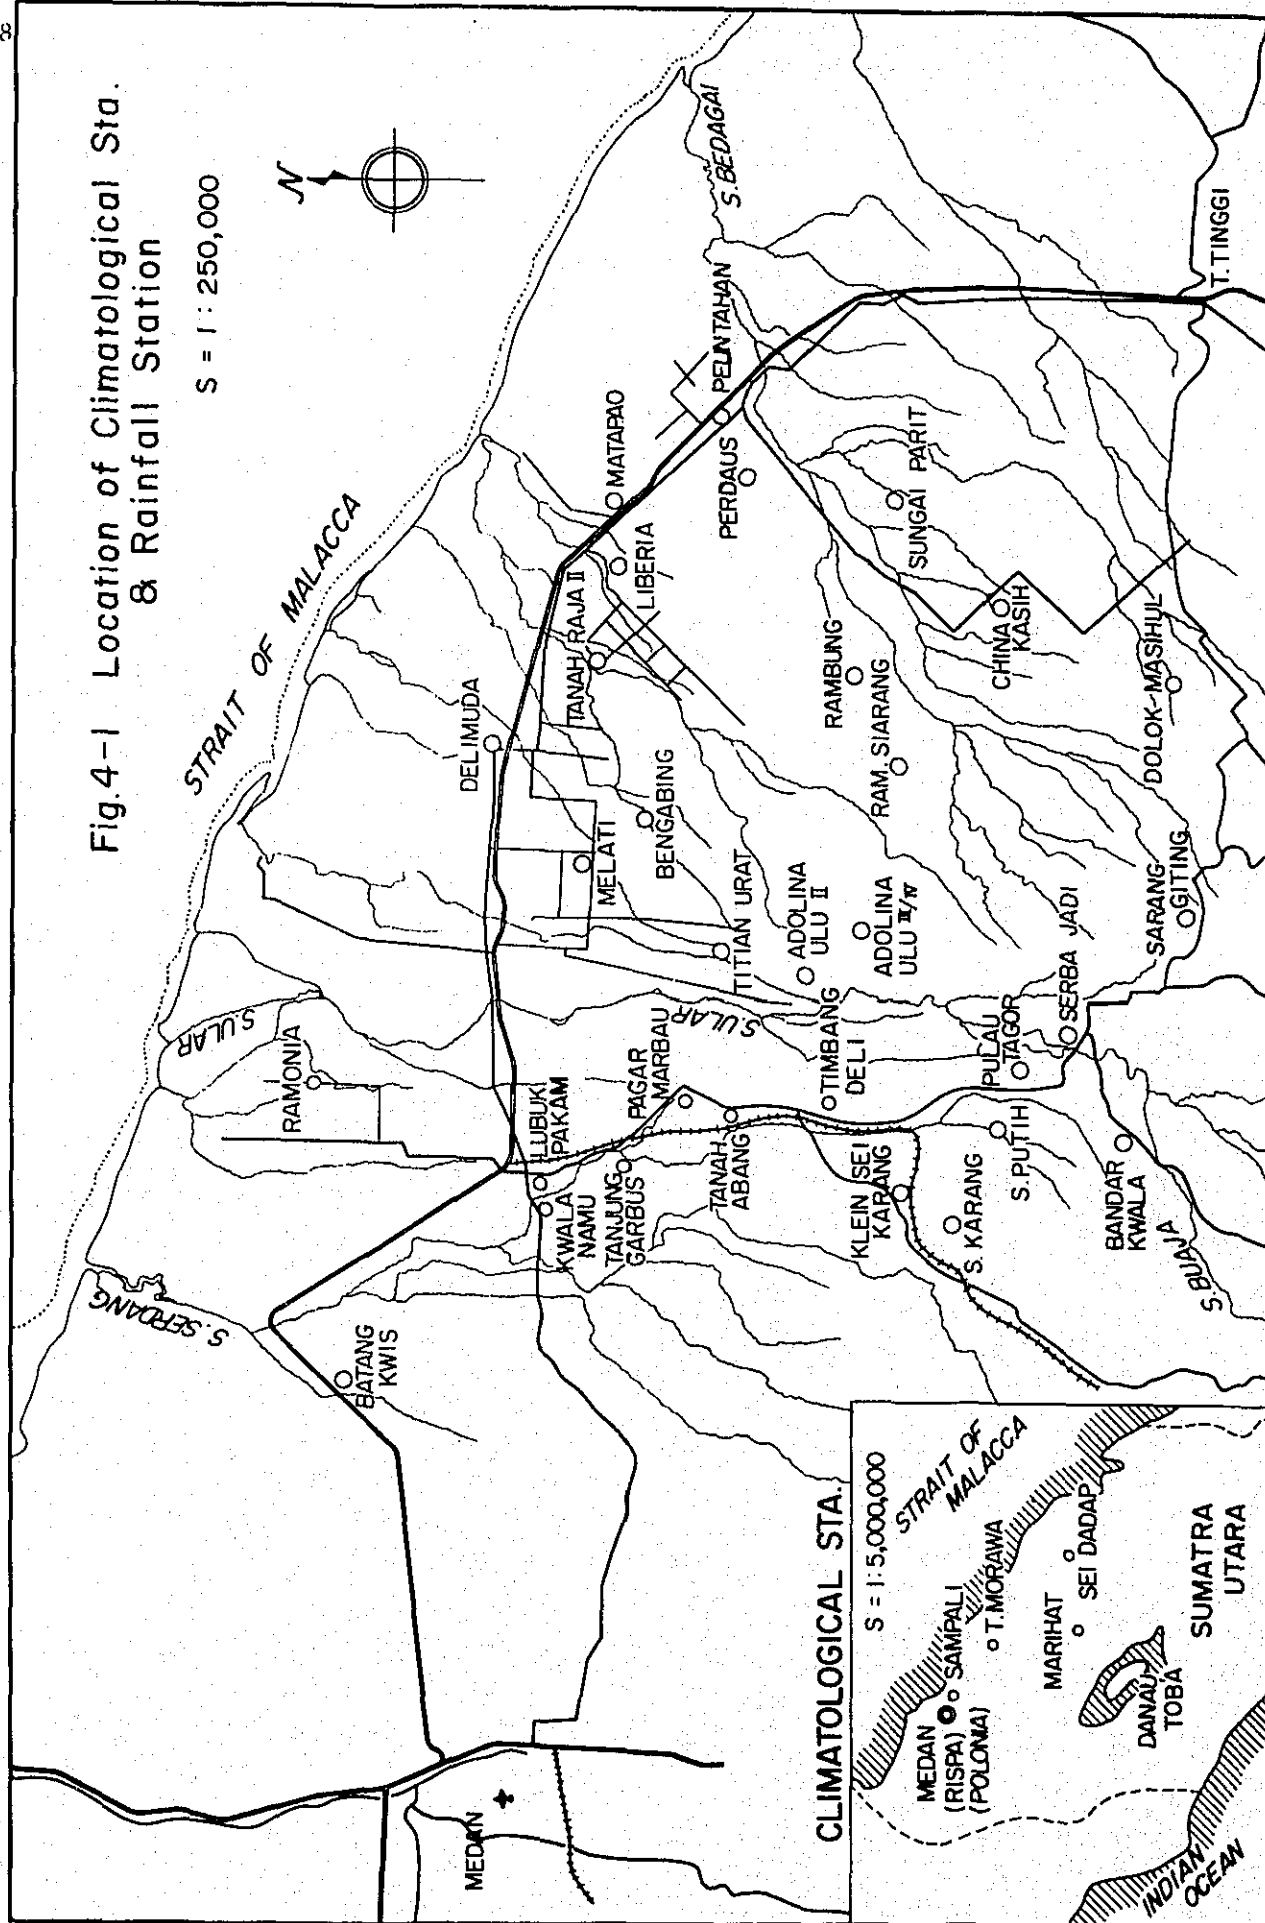 Fig.4-1 Location of Climatological Sta.
& Rainfall Station
S = 1 : 250,000
N
STRAIT OF MALACCA
S.SERDANG
S.ULAR
RAMONIA
BATANG
KWIS
DELIMUDA
MATAPAO
TANAH RAJA II
LIBERIA
MELATI
BENGABING
S.BEDAGAI
PELINTAHAN
PERDAUS
LUBUKI
PAKAM
KWALA
NAMU
TANJUNG
GARBUS
PAGAR
MARBAU
S.ULAR
TITIAN URAT
TANAH
ABANG
ADOLINA
ULU II
TIMBANG
DELI
ADOLINA
ULU III/IV
RAMBUNG
RAM. SIARANG
SUNGAI PARIT
KLEIN SEI
KARANG
S. KARANG
S. PUTIH
PULAU
TAGOR
SERBA JADI
CHINA
KASIH
BANDAR
KWALA
S. BUAJA
SARANG
GITING
DOLOK-MASIHUL
T. TINGGI
MEDAN
CLIMATOLOGICAL STA.
S = 1:5,000,000
STRAIT OF
MALACCA
MEDAN
(RISPA)
(POLONIA)
SAMPALI
T.MORAWA
MARIHAT
SEI DADAP
DANAU
TOBA
SUMATRA
UTARA
INDIAN
OCEAN